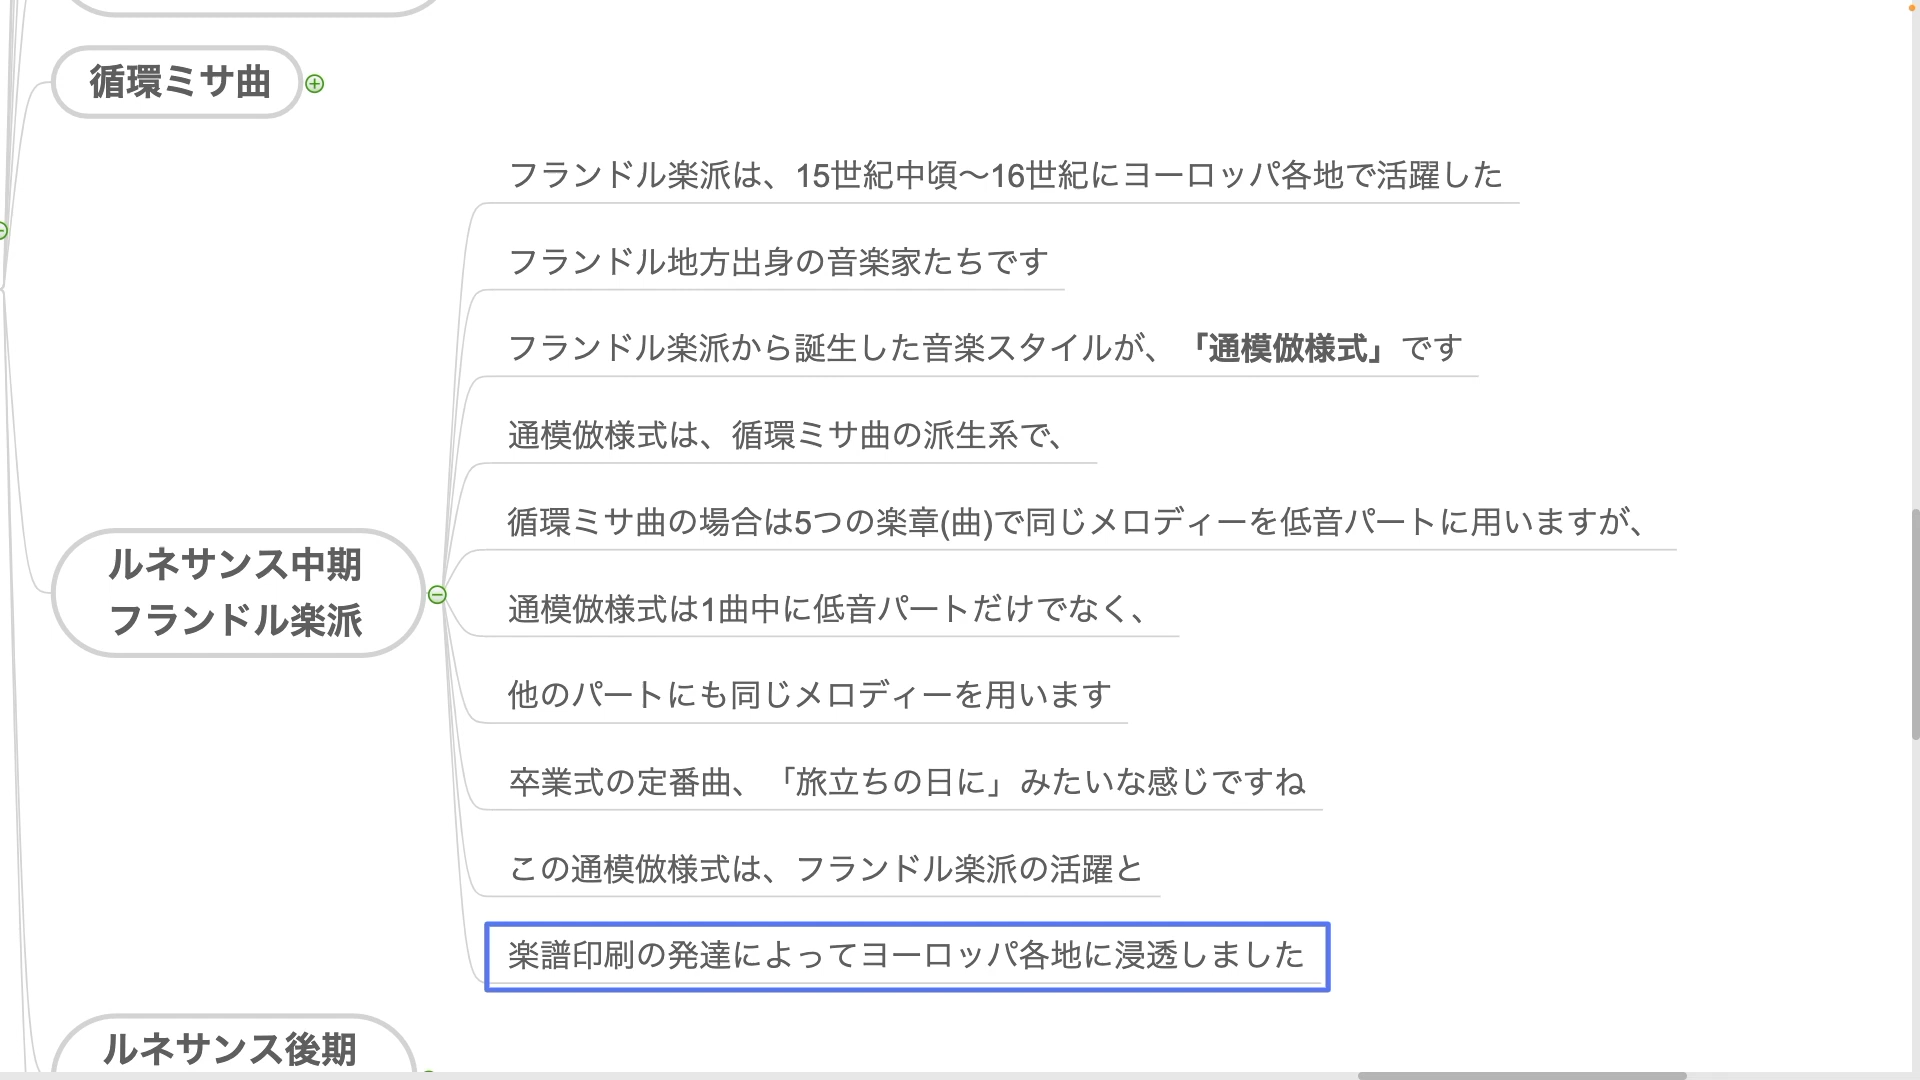 循環ミサ曲
フランドル楽派は、15世紀中頃〜16世紀にヨーロッパ各地で活躍した
フランドル地方出身の音楽家たちです
フランドル楽派から誕生した音楽スタイルが、「通模倣様式」です
通模倣様式は、循環ミサ曲の派生系で、
循環ミサ曲の場合は5つの楽章(曲)で同じメロディーを低音パートに用いますが、
ルネサンス中期
フランドル楽派
通模倣様式は1曲中に低音パートだけでなく、
他のパートにも同じメロディーを用います
卒業式の定番曲、「旅立ちの日に」みたいな感じですね
この通模倣様式は、フランドル楽派の活躍と
楽譜印刷の発達によってヨーロッパ各地に浸透しました
ルネサンス後期